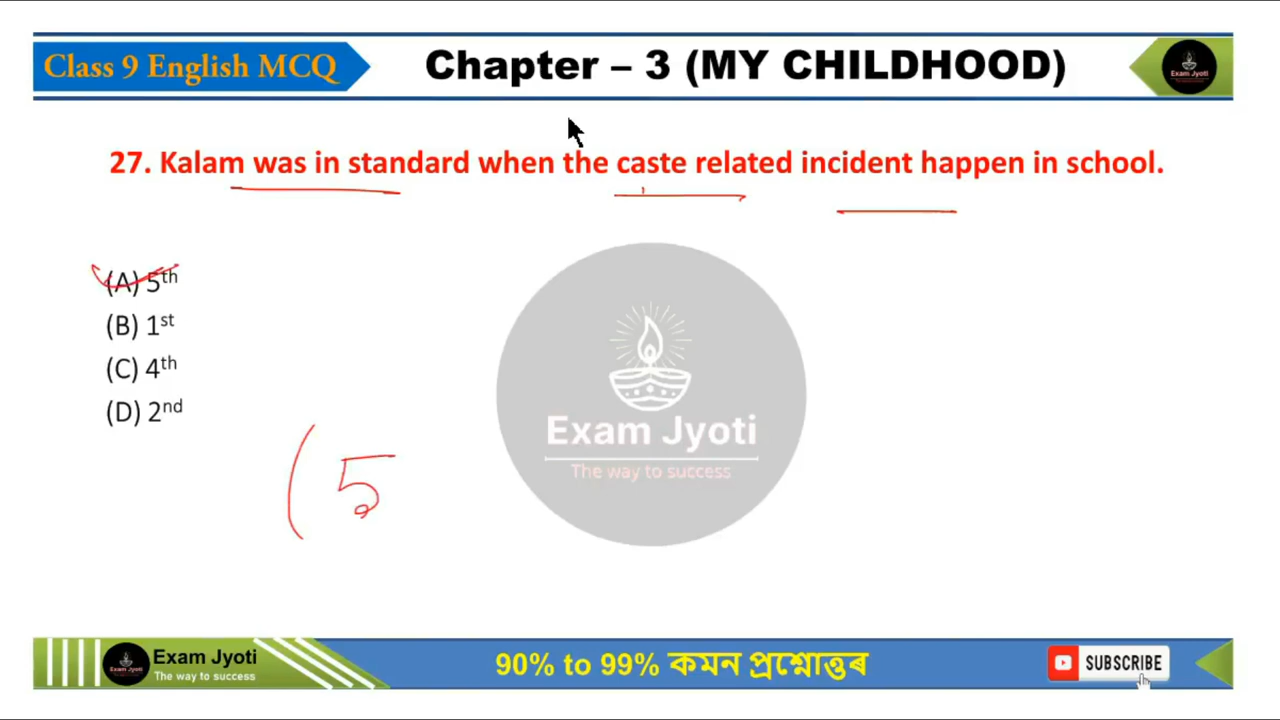 Class 9 English MCQ
Chapter – 3 (MY CHILDHOOD)
Exam Jyoti
27. Kalam was in standard when the caste related incident happen in school.
(A) 5th
(B) 1st
(C) 4th
(D) 2nd
( 5
Exam Jyoti
The way to success
Exam Jyoti
The way to success
90% to 99% কমন প্ৰশ্নোত্তৰ
SUBSCRIBE